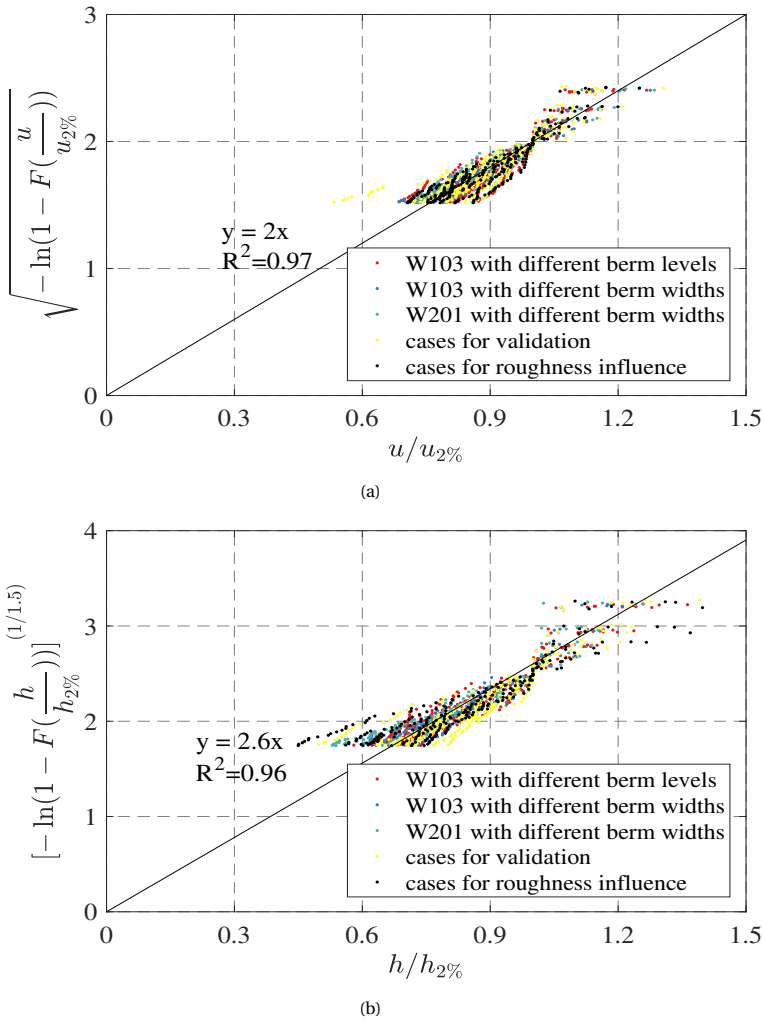 3
2
1
0
√−ln(1 − F(u/u2%))
y = 2x
R²=0.97
W103 with different berm levels
W103 with different berm widths
W201 with different berm widths
cases for validation
cases for roughness influence
0 0.3 0.6 0.9 1.2 1.5
u/u2%
(a)
4
3
2
1
0
[−ln(1 − F(h/h2%))](1/1.5)
y = 2.6x
R²=0.96
W103 with different berm levels
W103 with different berm widths
W201 with different berm widths
cases for validation
cases for roughness influence
0 0.3 0.6 0.9 1.2 1.5
h/h2%
(b)